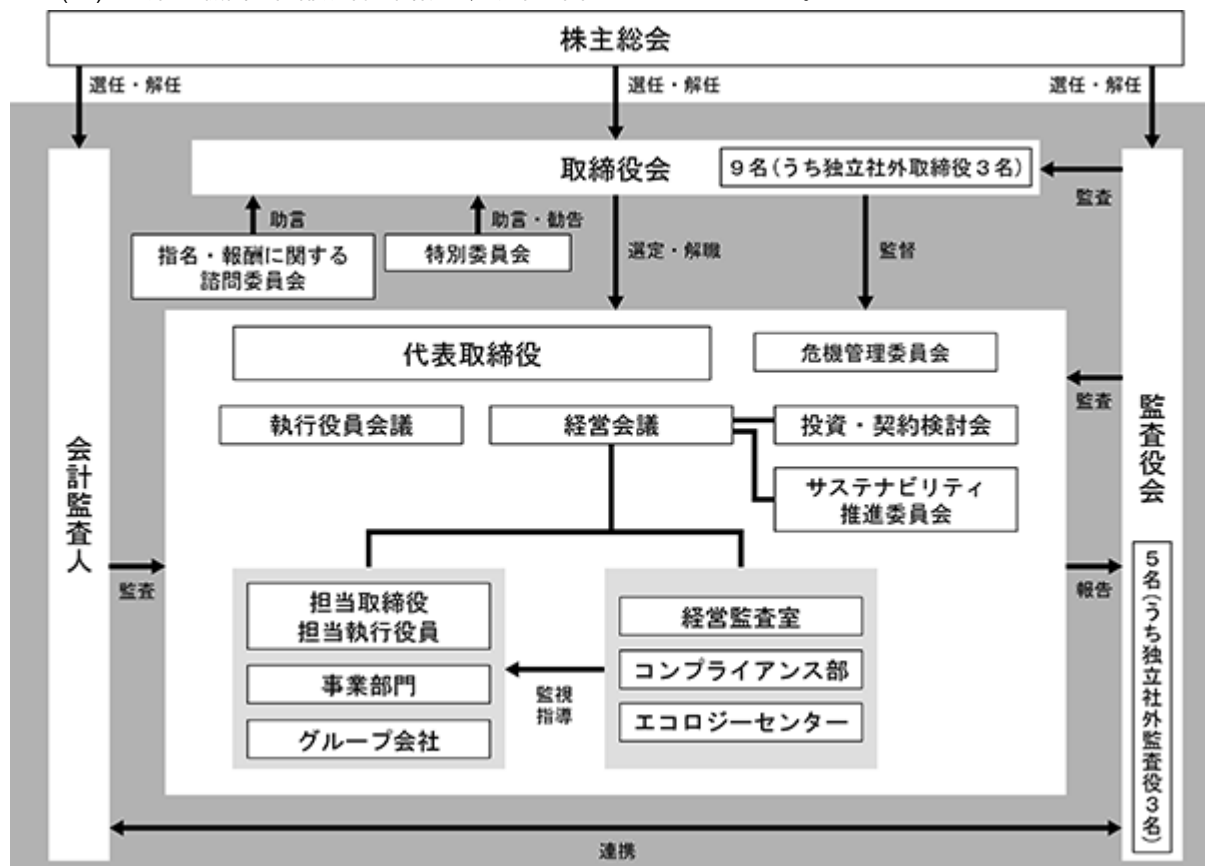 株主総会
選任・解任
選任・解任
選任・解任
取締役会
9名(うち独立社外取締役3名)
監査
助言
助言・勧告
指名・報酬に関する
諮問委員会
特別委員会
選定・解職
監督
代表取締役
危機管理委員会
監査
執行役員会議
経営会議
投資・契約検討会
サステナビリティ
推進委員会
会計監査人
監査役会
5名(うち独立社外監査役3名)
監査
報告
担当取締役
担当執行役員
事業部門
グループ会社
監視
指導
経営監査室
コンプライアンス部
エコロジーセンター
連携